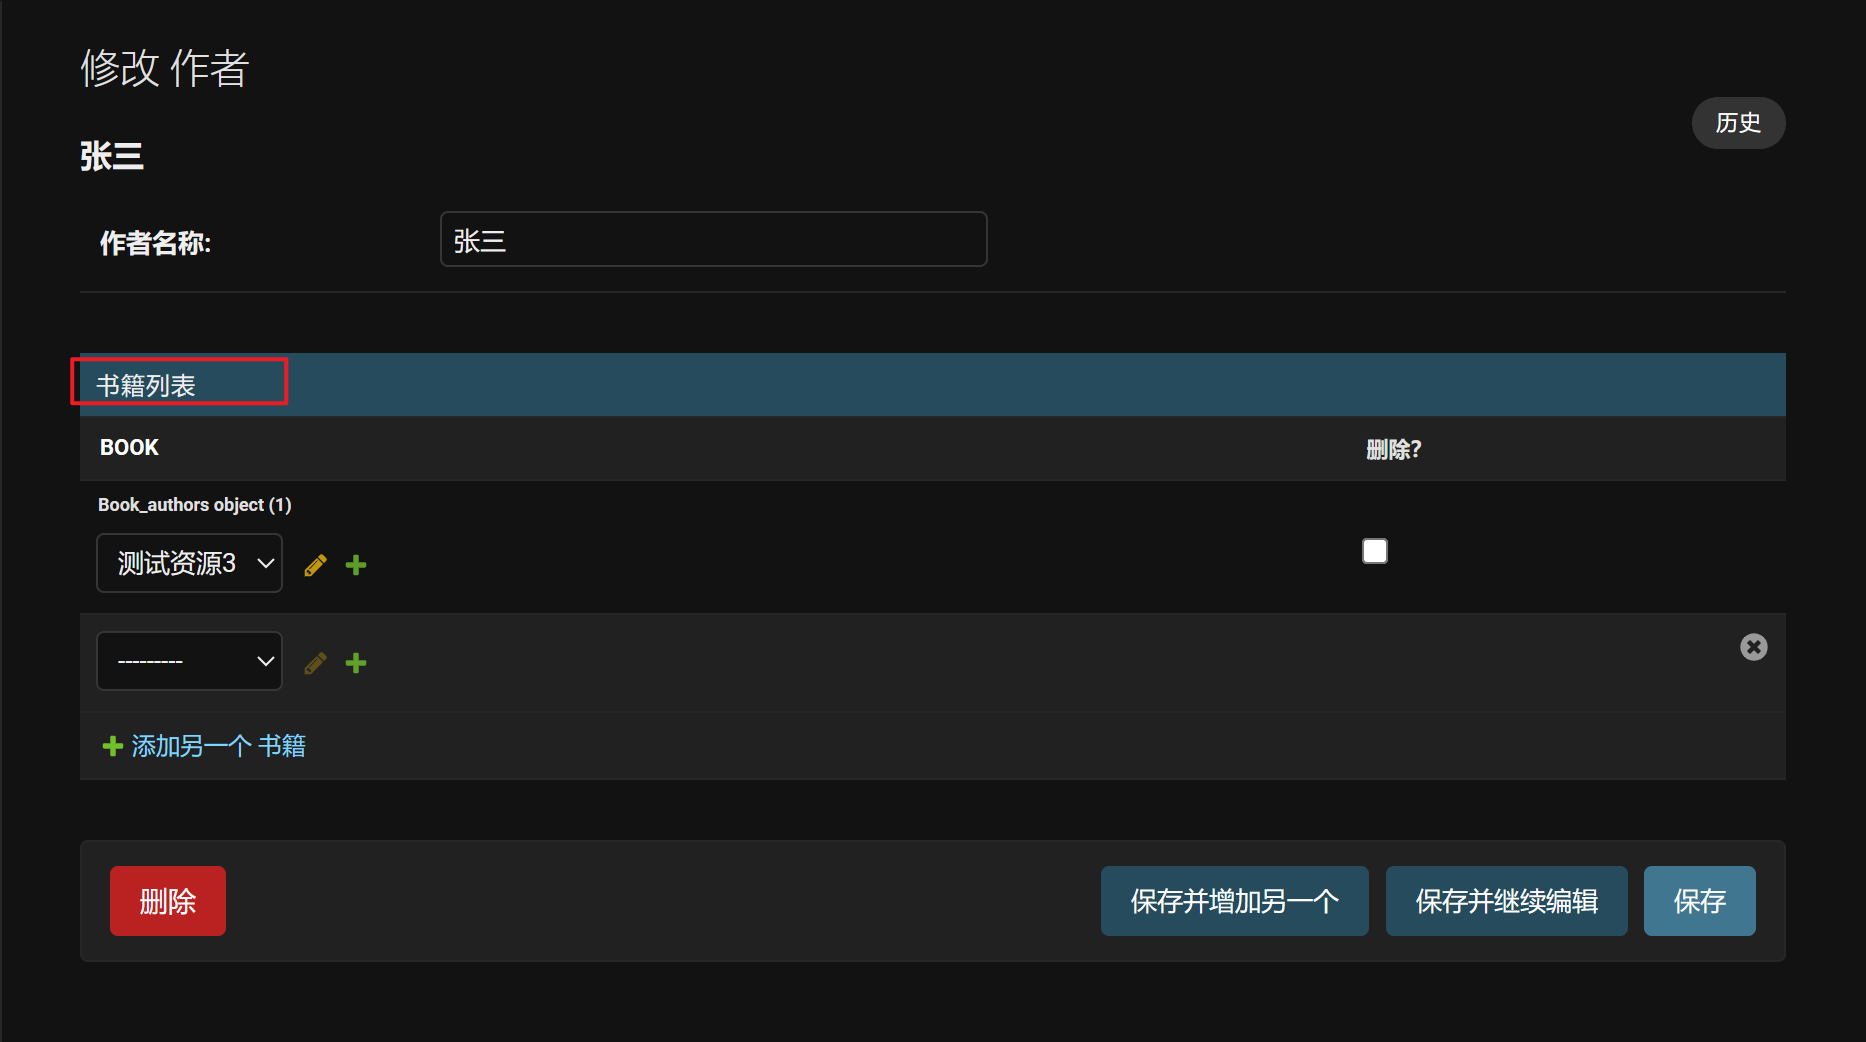 修改 作者
历史
张三
作者名称:
张三
书籍列表
BOOK
删除?
Book_authors object (1)
测试资源3
---------
添加另一个 书籍
删除
保存并增加另一个
保存并继续编辑
保存